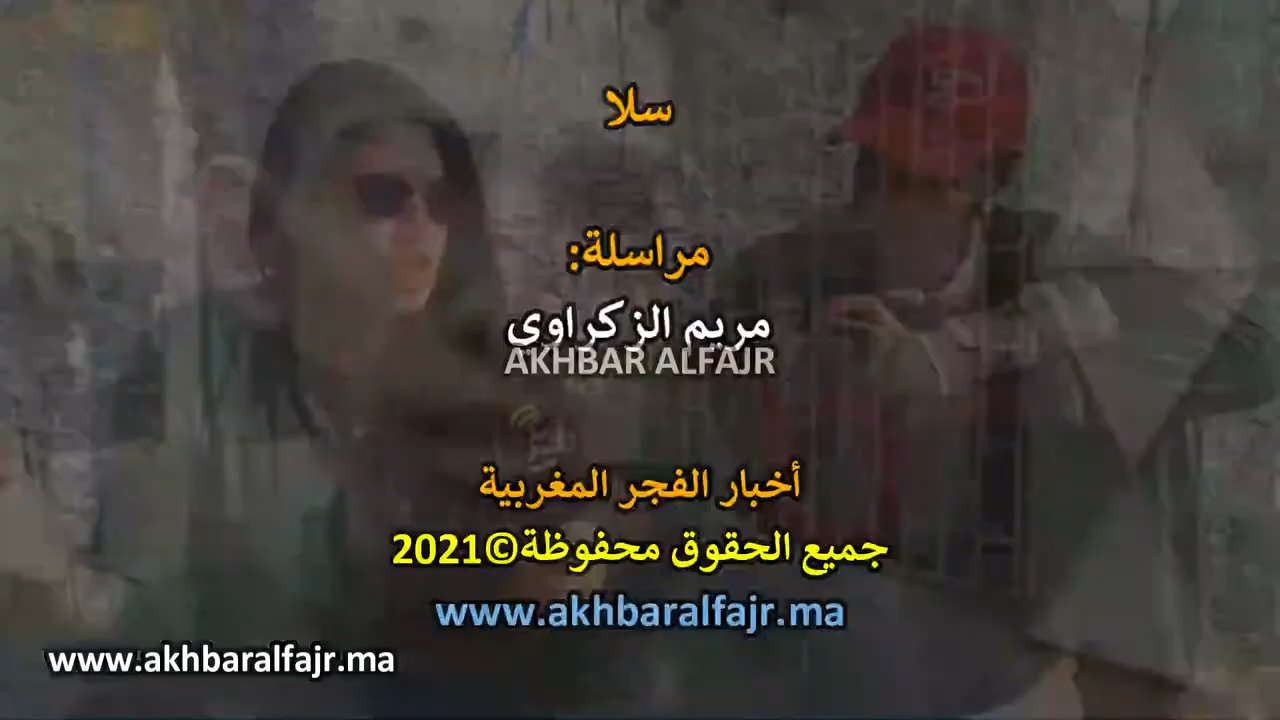 سلا
مراسلة:
مريم الزكراوي
AKHBAR ALFAJR
أخبار الفجر المغربية
جميع الحقوق محفوظة©2021
www.akhbaralfajr.ma
www.akhbaralfajr.ma